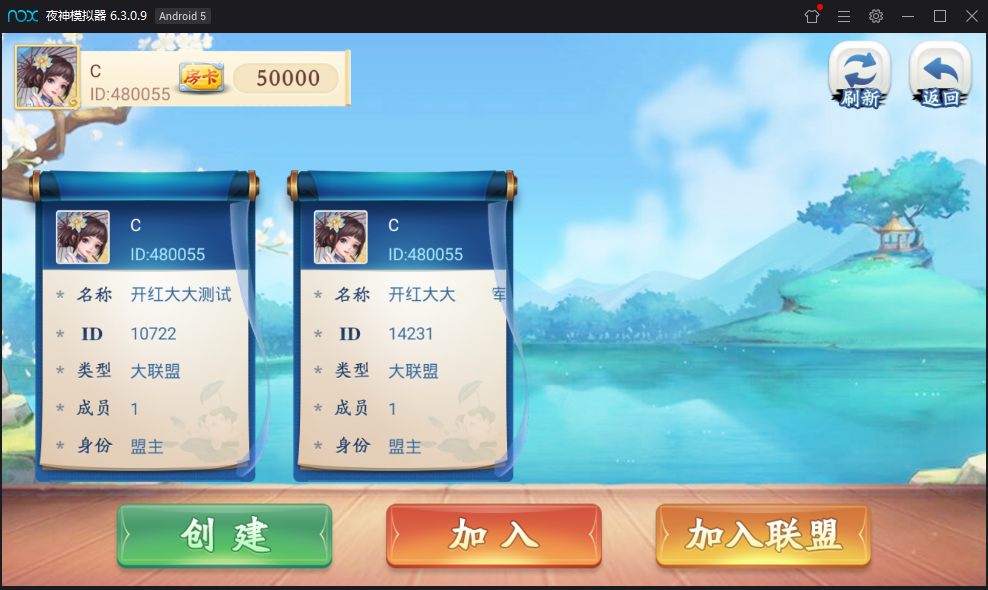 nox 夜神模拟器 6.3.0.9 Android 5
C
ID:480055
房卡 50000
刷新
返回
C
ID:480055
* 名称 开红大大测试
* ID 10722
* 类型 大联盟
* 成员 1
* 身份 盟主
C
ID:480055
* 名称 开红大大 军
* ID 14231
* 类型 大联盟
* 成员 1
* 身份 盟主
创建
加入
加入联盟